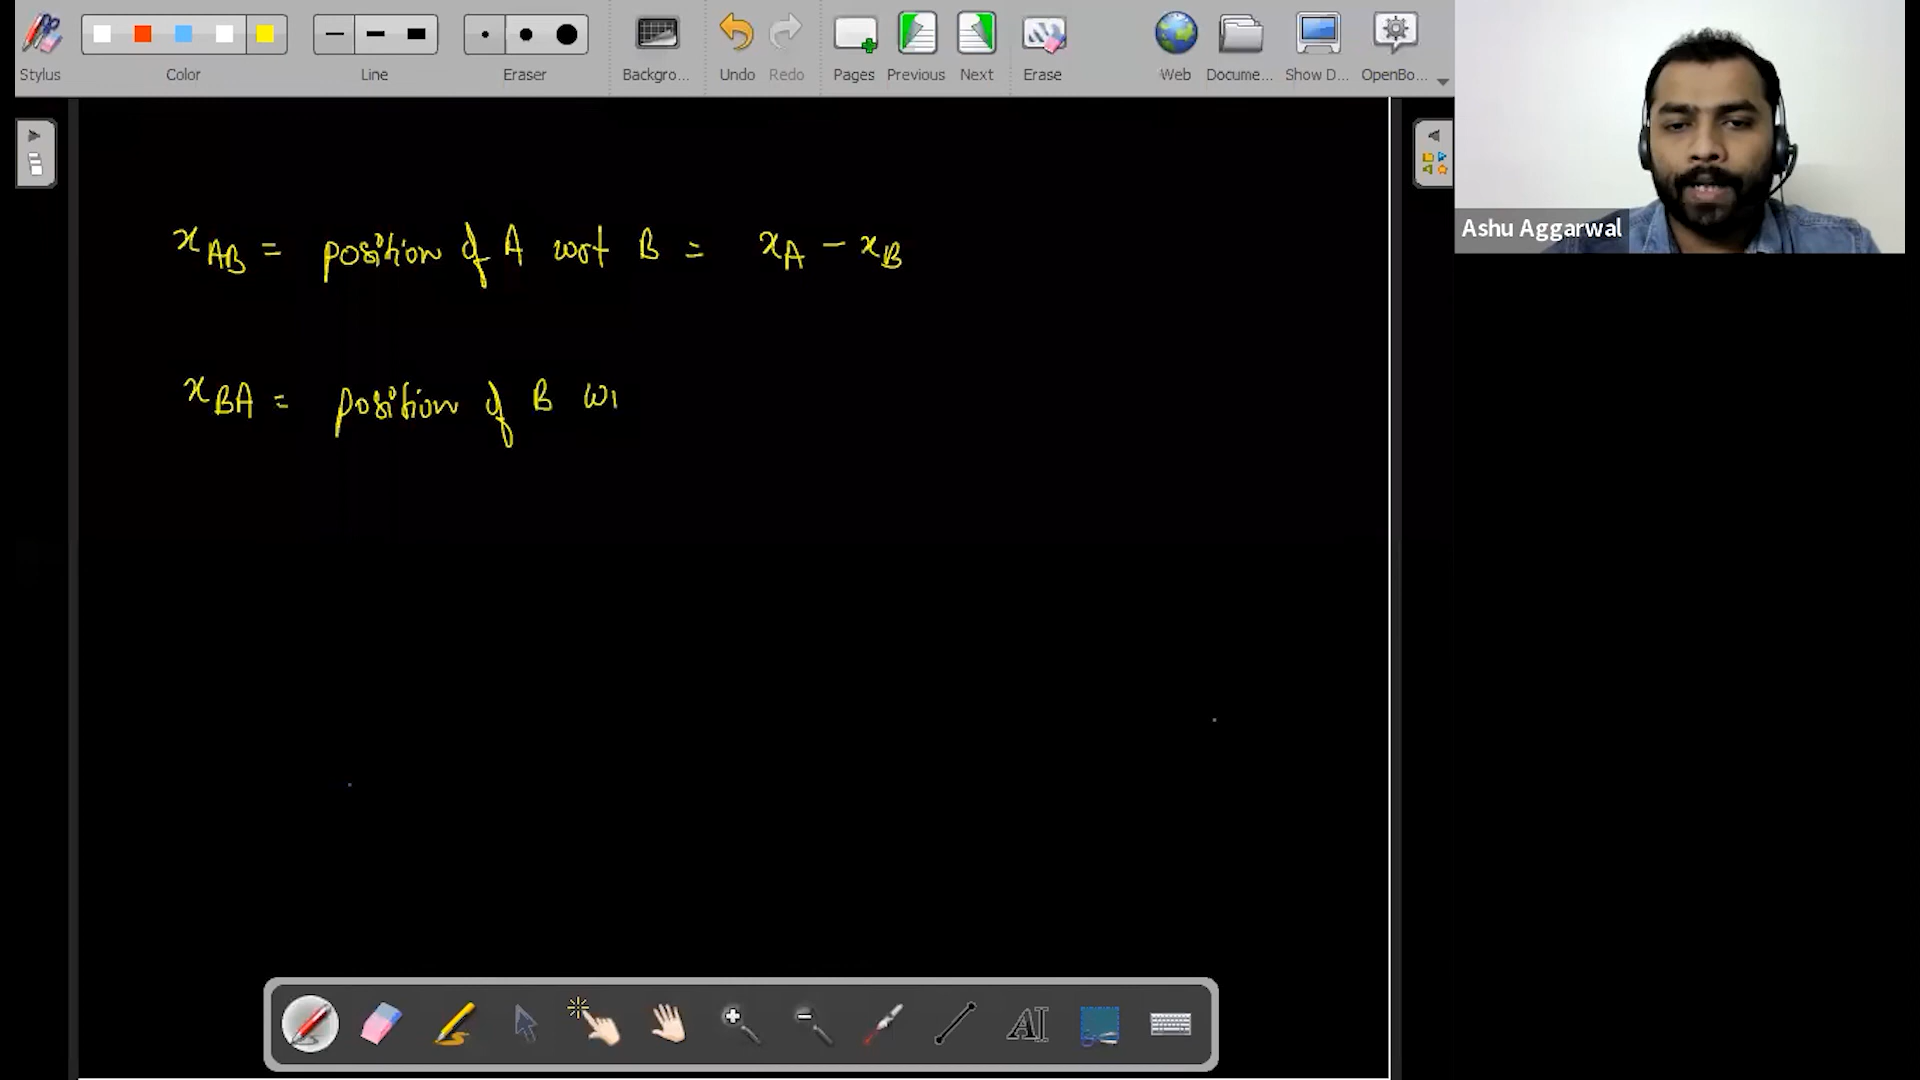 Stylus Color Line Eraser Backgro... Undo Redo Pages Previous Next Erase Web Docume... Show D... OpenBo...
Ashu Aggarwal
x_AB = position of A wrt B = x_A - x_B
x_BA = position of B